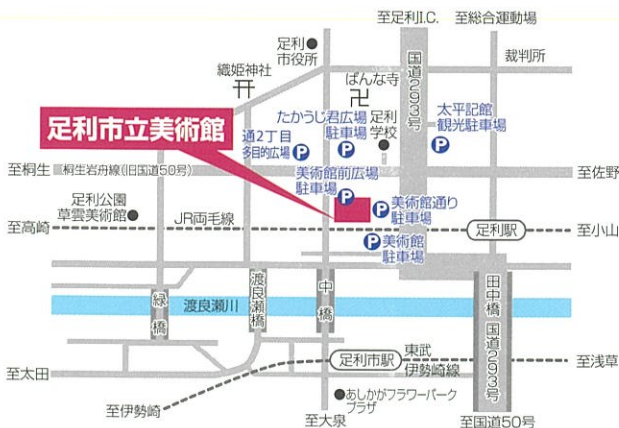 至足利I.C.
至総合運動場
足利
市役所
国道293号
裁判所
織姫神社
ばんな寺
足利市立美術館
たかうじ君広場
駐車場
足利
学校
太平記館
観光駐車場
通2丁目
多目的広場
P
P
P
至桐生
桐生岩舟線(旧国道50号)
美術館前広場
駐車場
P
至佐野
足利公園
草雲美術館
美術館通り
駐車場
P
至高崎
JR両毛線
足利駅
至小山
P
美術館
駐車場
緑橋
渡良瀬川
渡良瀬橋
中橋
田中橋
国道293号
至太田
足利市駅
東武
伊勢崎線
至浅草
至伊勢崎
あしかがフラワーパーク
プラザ
至大泉
至国道50号